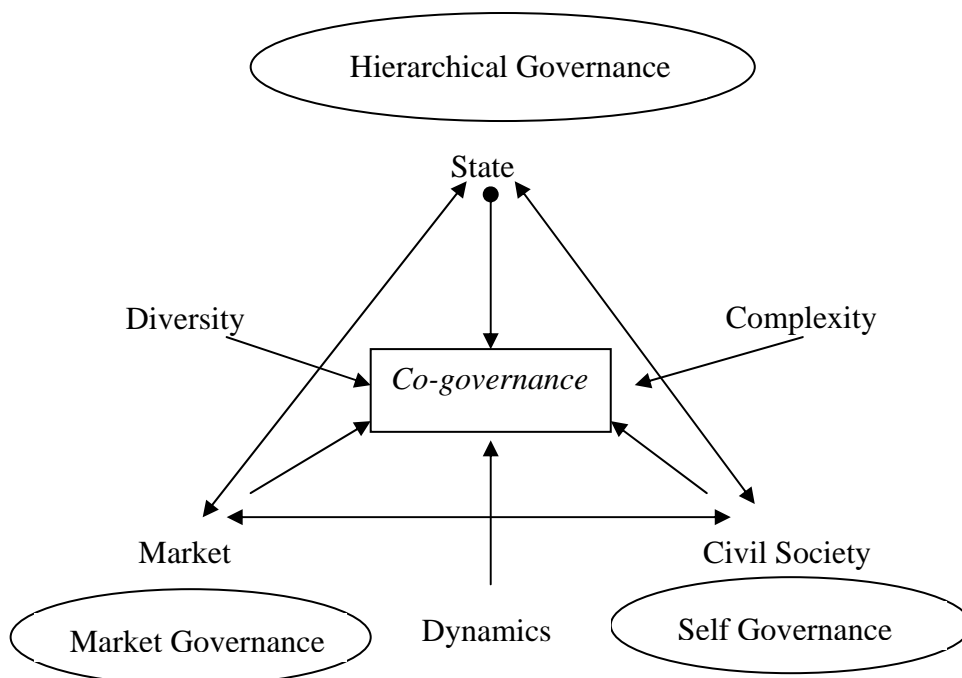 Hierarchical Governance
State
Diversity
Complexity
Co-governance
Market
Civil Society
Market Governance
Dynamics
Self Governance